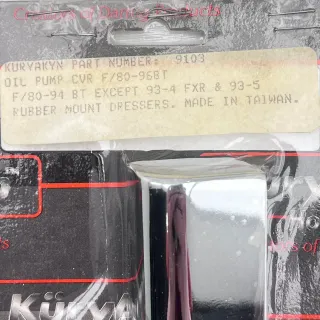 KURYAKYN PART NUMBER: 9103
OIL PUMP CVR F/80-96BT
F/80-94 BT EXCEPT 93-4 FXR & 93-5
RUBBER MOUNT DRESSERS. MADE IN TAIWAN.
KüryA